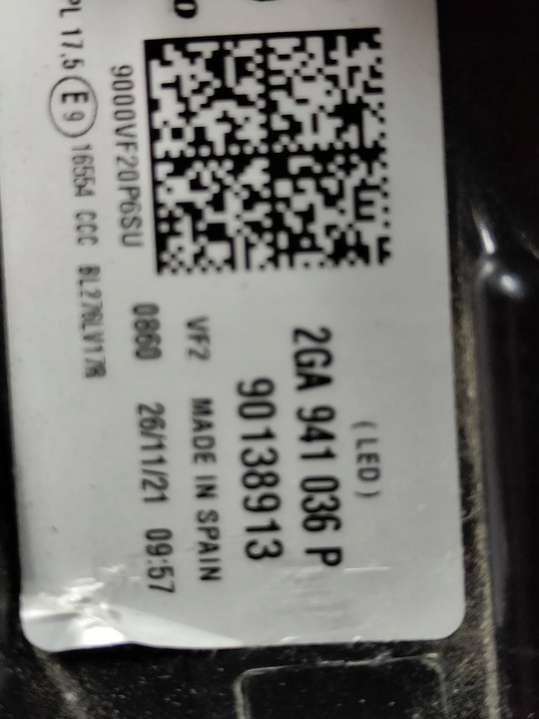 (LED)
2GA 941 036 P
90138913
VF2 MADE IN SPAIN
0860 26/11/21 09:57
9000VF20P6SU
PL 17.5 E9 16554 CCC